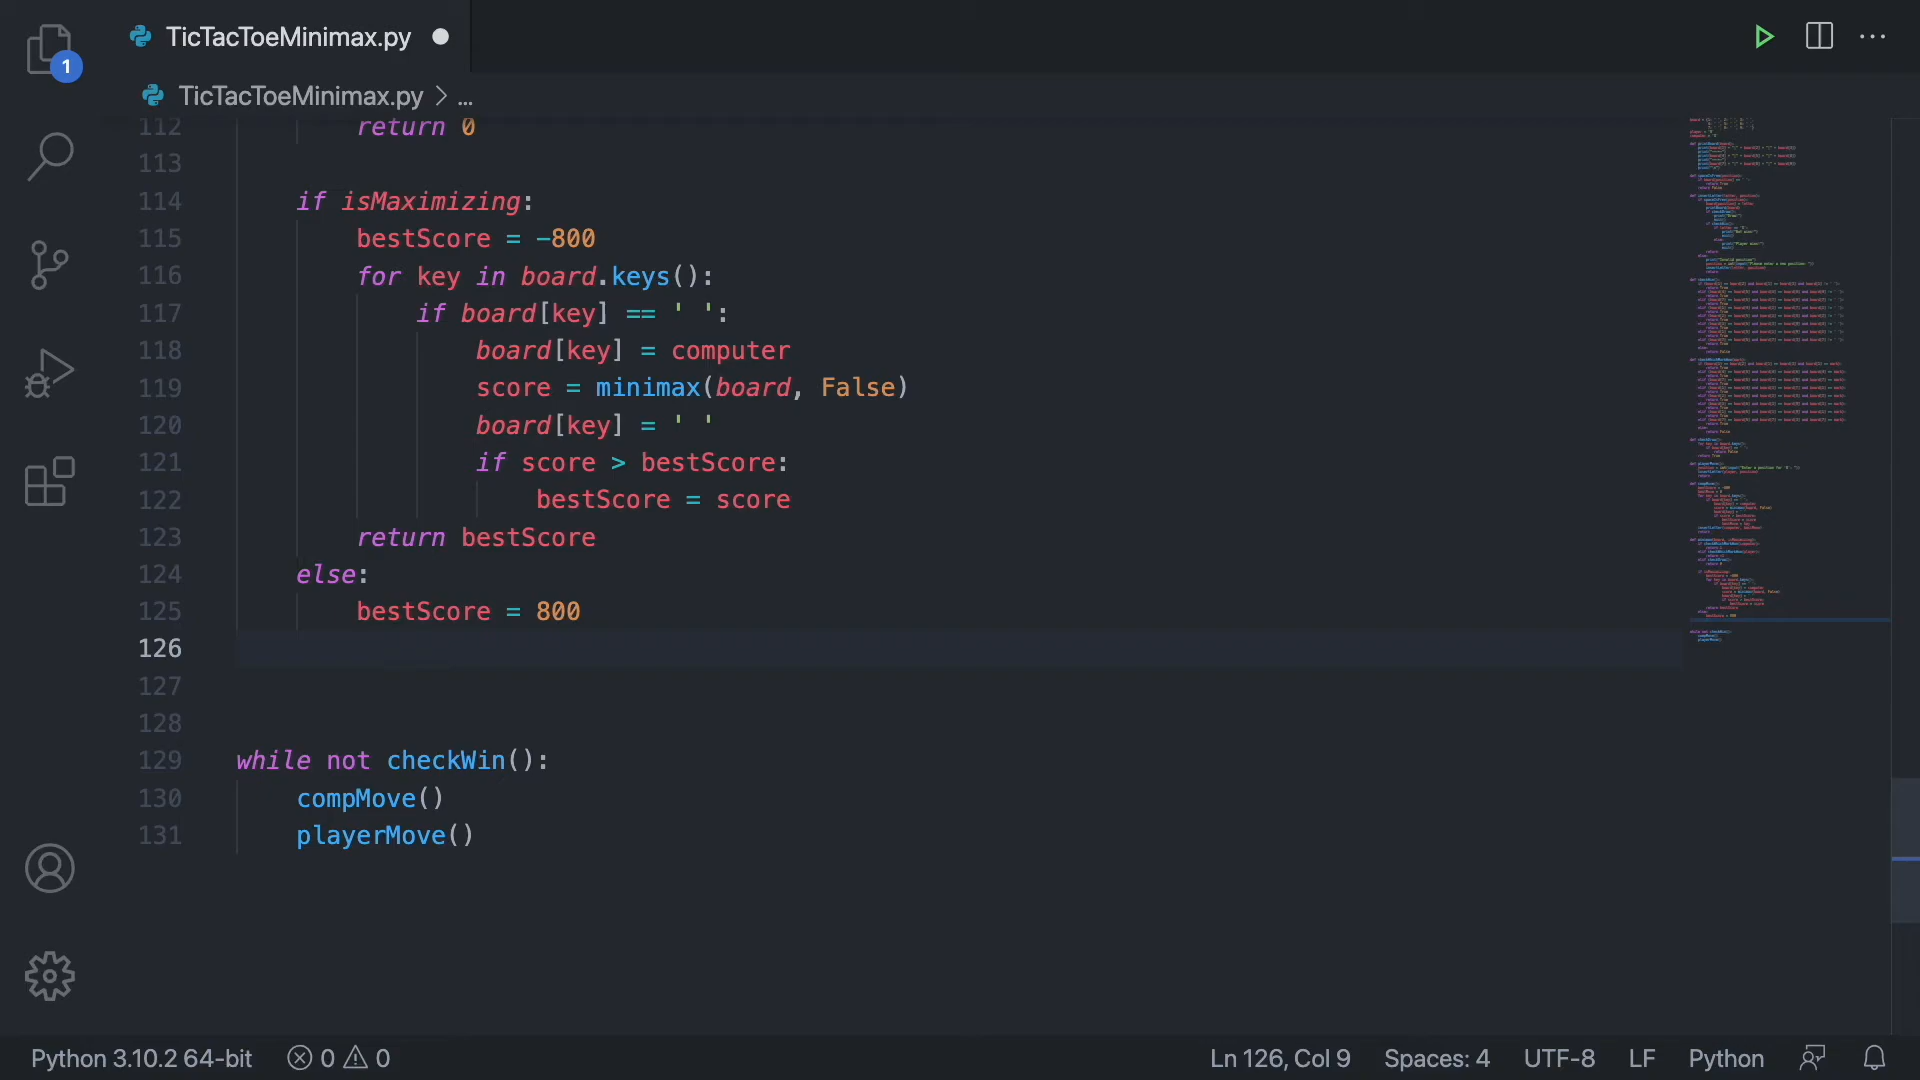 TicTacToeMinimax.py
1
TicTacToeMinimax.py > ...
112 return 0
113
114 if isMaximizing:
115 bestScore = -800
116 for key in board.keys():
117 if board[key] == ' ':
118 board[key] = computer
119 score = minimax(board, False)
120 board[key] = ' '
121 if score > bestScore:
122 bestScore = score
123 return bestScore
124 else:
125 bestScore = 800
126
127
128
129 while not checkWin():
130 compMove()
131 playerMove()
Python 3.10.2 64-bit 0 0 Ln 126, Col 9 Spaces: 4 UTF-8 LF Python